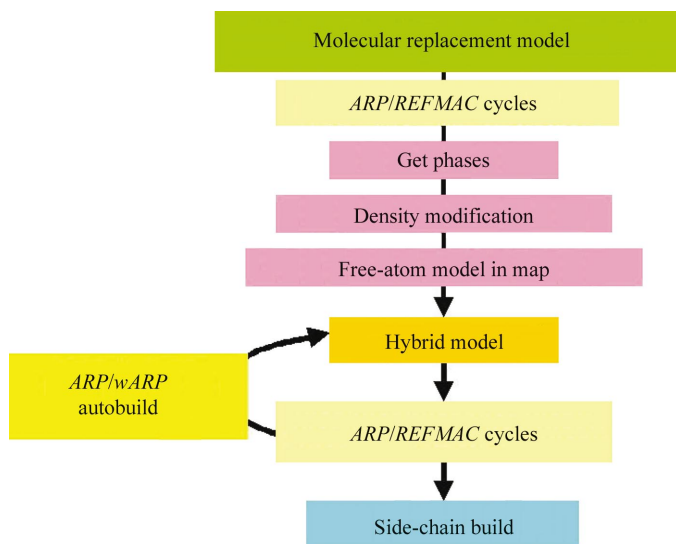 Molecular replacement model
ARP/REFMAC cycles
Get phases
Density modification
Free-atom model in map
Hybrid model
ARP/wARP
autobuild
ARP/REFMAC cycles
Side-chain build